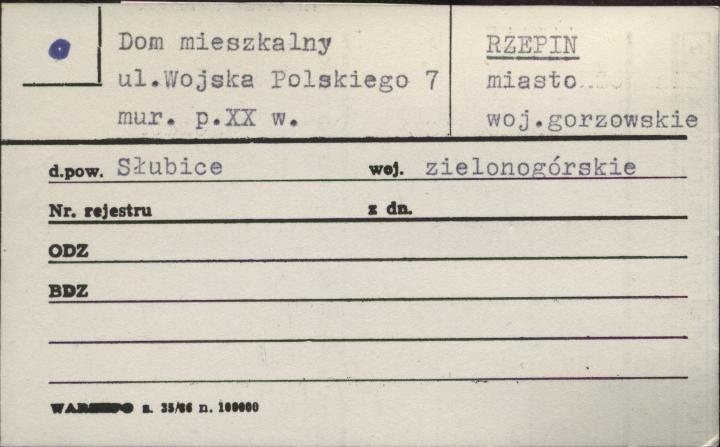 Dom mieszkalny
ul.Wojska Polskiego 7
mur. p.XX w.
RZEPIN
miasto
woj.gorzowskie
d.pow. Słubice woj. zielonogórskie
Nr. rejestru z dn.
ODZ
BDZ
z. 35/66 n. 100000